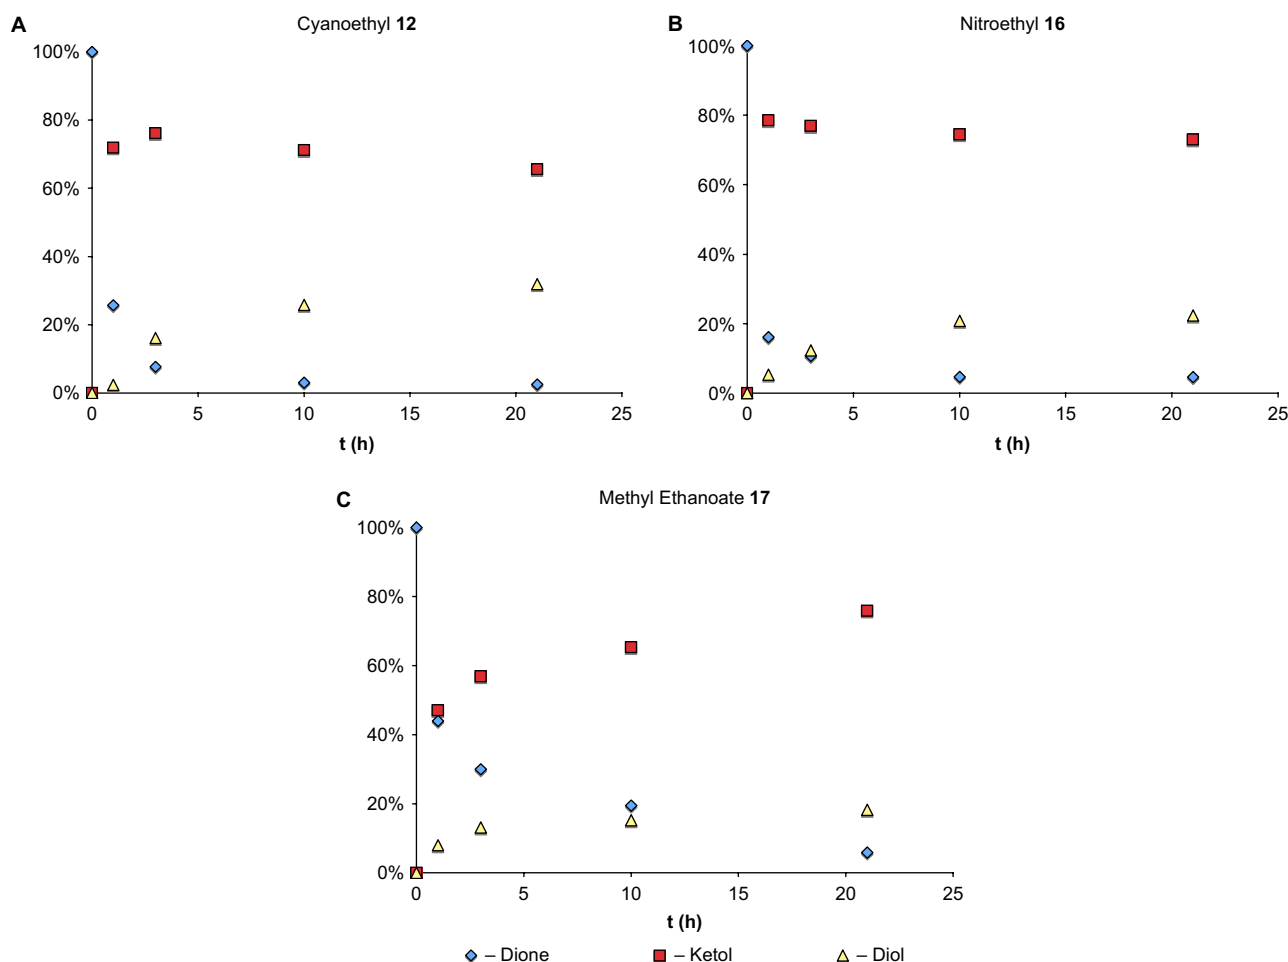 A
Cyanoethyl 12
100%
80%
60%
40%
20%
0%
0 5 10 15 20 25
t (h)
B
Nitroethyl 16
100%
80%
60%
40%
20%
0%
0 5 10 15 20 25
t (h)
C
Methyl Ethanoate 17
100%
80%
60%
40%
20%
0%
0 5 10 15 20 25
t (h)
– Dione – Ketol – Diol